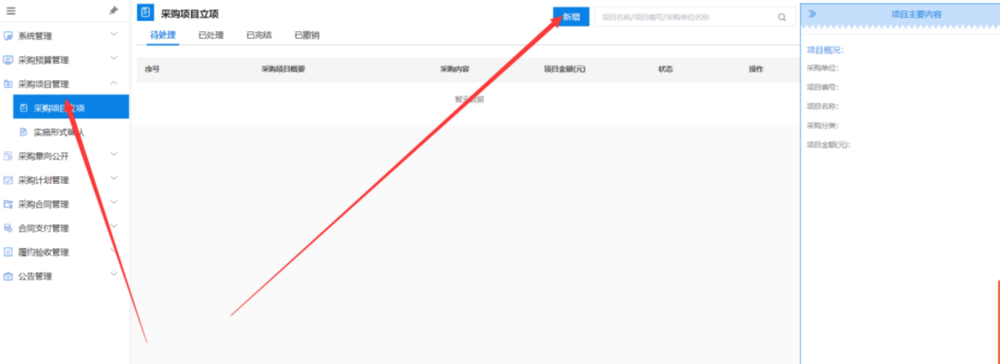 系统管理
采购预算管理
采购项目管理
采购项目立项
实施形式确认
采购意向公开
采购计划管理
采购合同管理
合同支付管理
履约验收管理
公告管理
采购项目立项
新增
项目名称/项目编号/采购单位名称
待处理 已处理 已完结 已撤销
序号 采购项目概要 采购内容 项目金额(元) 状态 操作
暂无数据
项目主要内容
项目概况:
采购单位:
项目编号:
项目名称:
采购分类:
项目金额(元):